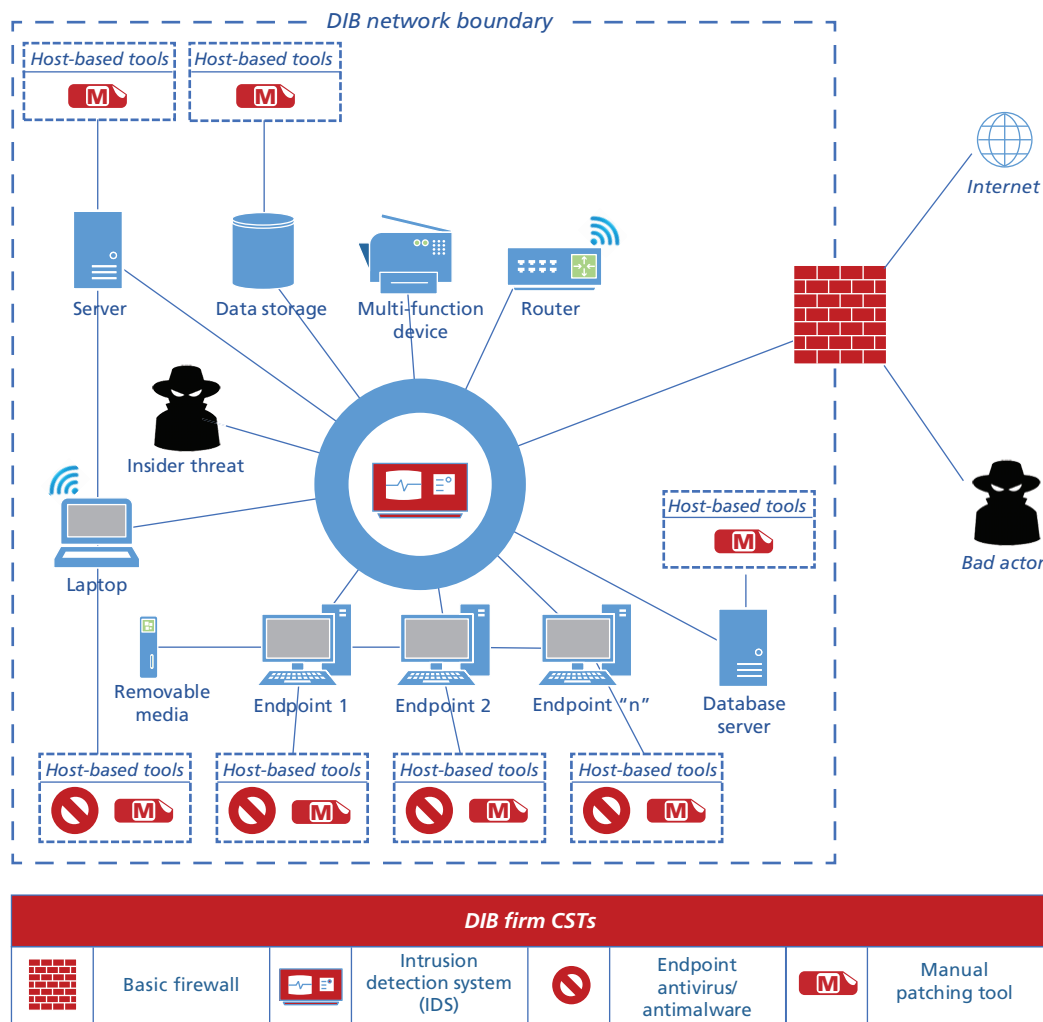 DIB network boundary
Host-based tools
Host-based tools
M
M
Internet
Server
Data storage
Multi-function
device
Router
Insider threat
Host-based tools
M
Bad actor
Laptop
Removable
media
Endpoint 1
Endpoint 2
Endpoint “n”
Database
server
Host-based tools
Host-based tools
Host-based tools
Host-based tools
M
M
M
M
DIB firm CSTs
Basic firewall
Intrusion
detection system
(IDS)
Endpoint
antivirus/
antimalware
M
Manual
patching tool